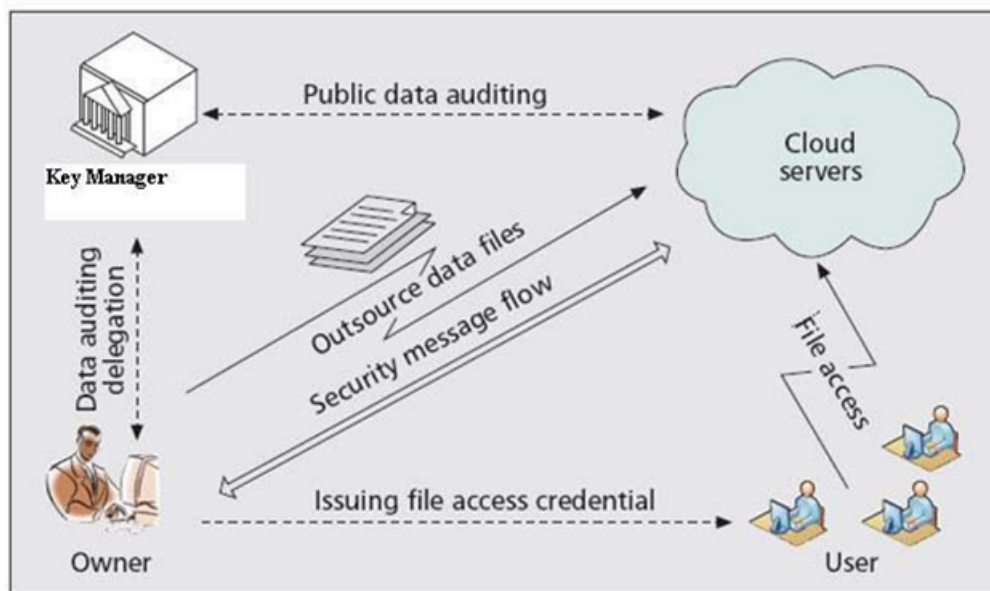 Public data auditing
Cloud
servers
Key Manager
Data auditing
delegation
Outsource data files
Security message flow
File access
Issuing file access credential
Owner
User